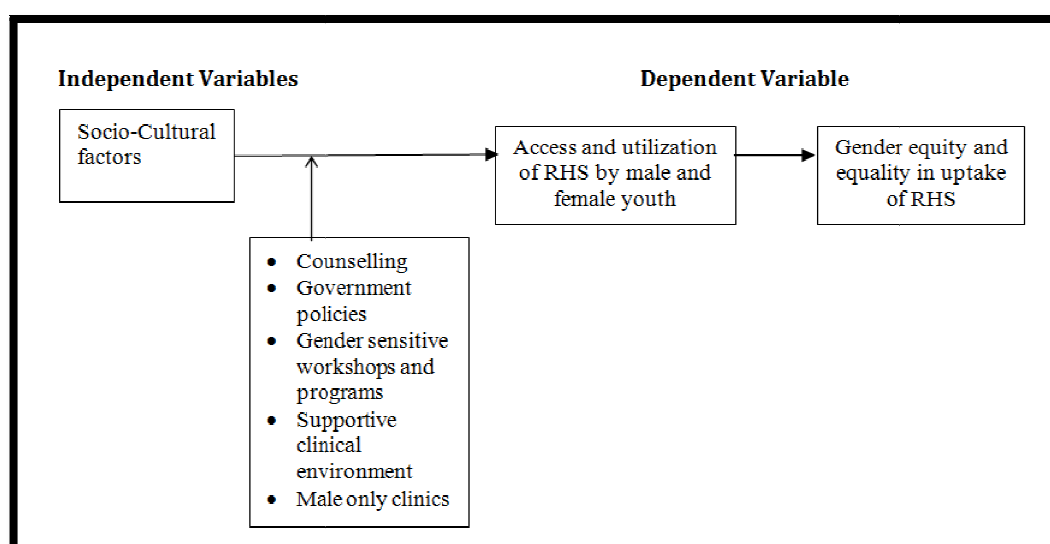 Independent Variables
Dependent Variable
Socio-Cultural
factors
Access and utilization
of RHS by male and
female youth
Gender equity and
equality in uptake
of RHS
• Counselling
• Government
policies
• Gender sensitive
workshops and
programs
• Supportive
clinical
environment
• Male only clinics